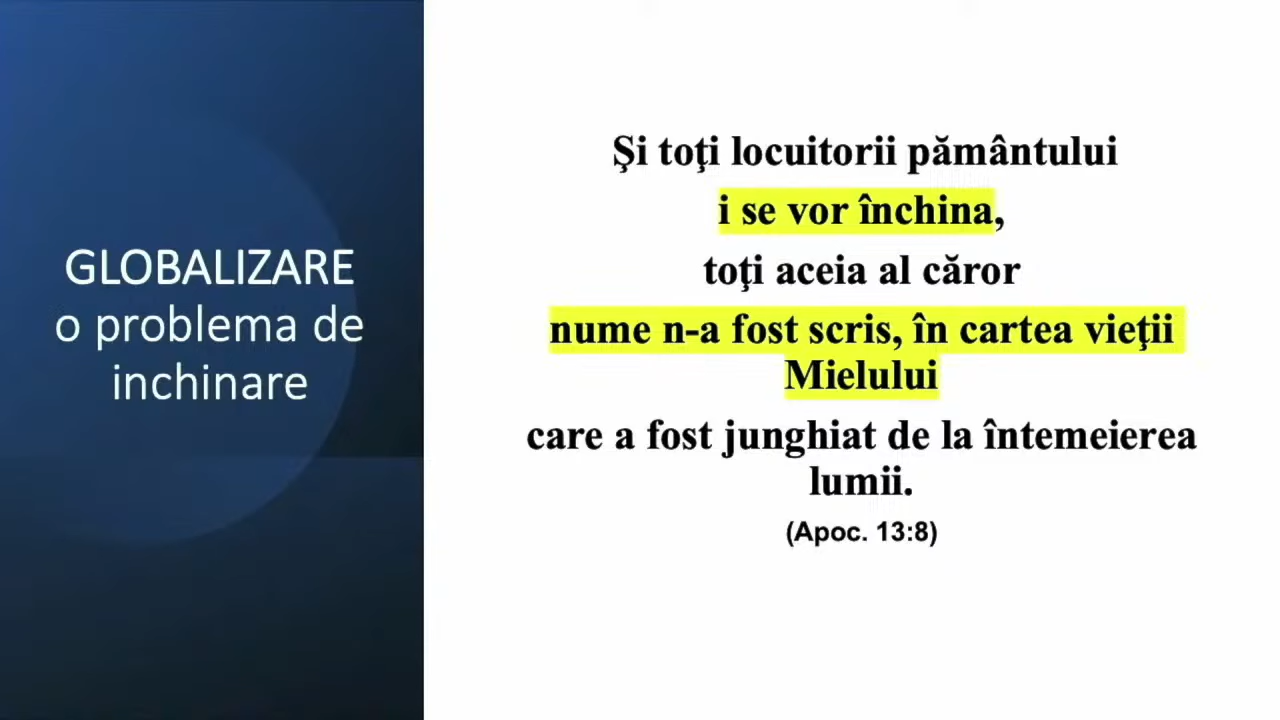 GLOBALIZARE
o problema de
inchinare
Şi toţi locuitorii pământului
i se vor închina,
toţi aceia al căror
nume n-a fost scris, în cartea vieţii
Mielului
care a fost junghiat de la întemeierea
lumii.
(Apoc. 13:8)